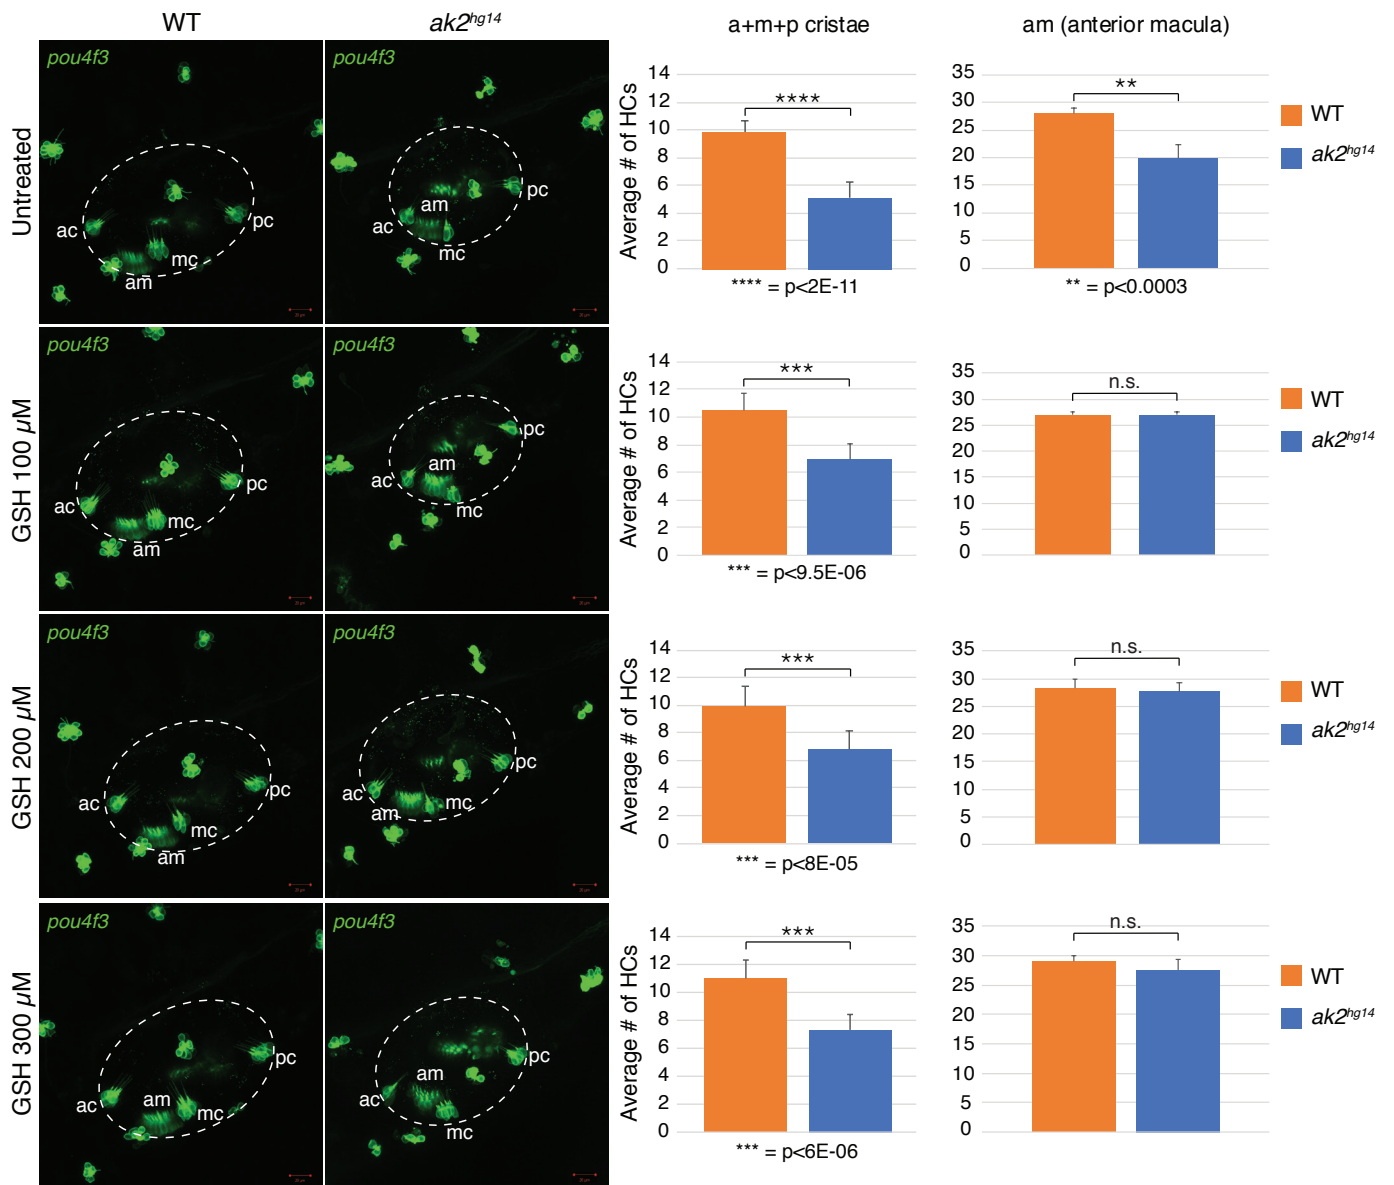 WT
ak2hg14
a+m+p cristae
am (anterior macula)
Untreated
pou4f3
ac
am
mc
pc
pou4f3
am
ac
mc
pc
Average # of HCs
14
12
10
8
6
4
2
0
****
**** = p<2E-11
35
30
25
20
15
10
5
0
**
** = p<0.0003
WT
ak2hg14
GSH 100 µM
pou4f3
ac
am
mc
pc
pou4f3
am
ac
mc
pc
Average # of HCs
14
12
10
8
6
4
2
0
***
*** = p<9.5E-06
35
30
25
20
15
10
5
0
n.s.
WT
ak2hg14
GSH 200 µM
pou4f3
ac
mc
am
pc
pou4f3
ac
am
mc
pc
Average # of HCs
14
12
10
8
6
4
2
0
***
*** = p<8E-05
35
30
25
20
15
10
5
0
n.s.
WT
ak2hg14
GSH 300 µM
pou4f3
ac
am
mc
pc
pou4f3
am
ac
mc
pc
Average # of HCs
14
12
10
8
6
4
2
0
***
*** = p<6E-06
35
30
25
20
15
10
5
0
n.s.
WT
ak2hg14